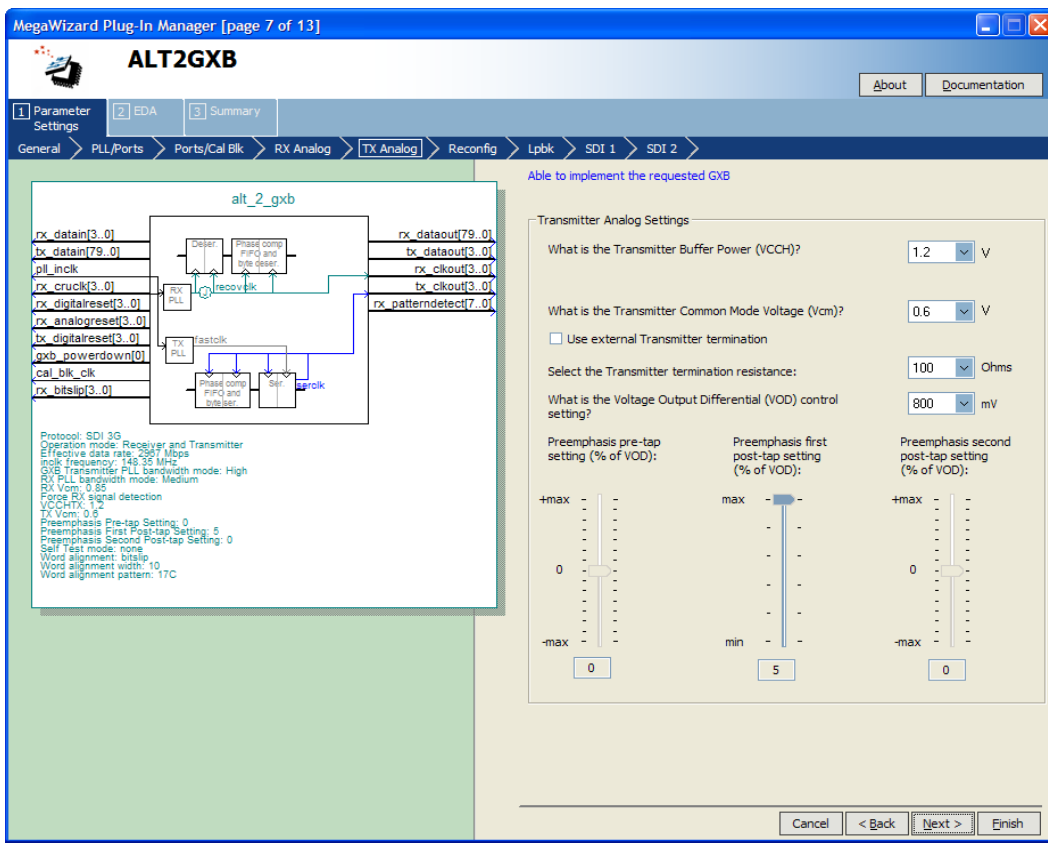 MegaWizard Plug-In Manager [page 7 of 13]
ALT2GXB
About
Documentation
1 Parameter Settings
2 EDA
3 Summary
General
PLL/Ports
Ports/Cal Blk
RX Analog
TX Analog
Reconfig
Lpbk
SDI 1
SDI 2
alt_2_gxb
rx_datain[3..0]
tx_datain[79..0]
pll_inclk
rx_cruclk[3..0]
rx_digitalreset[3..0]
rx_analogreset[3..0]
tx_digitalreset[3..0]
gxb_powerdown[0]
cal_blk_clk
rx_bitslip[3..0]
Deser.
Phase comp
FIFO and
byte deser.
RX
PLL
recovclk
TX
PLL
fastclk
Phase comp
FIFO and
byte ser.
Ser.
serclk
rx_dataout[79..0]
tx_dataout[3..0]
rx_clkout[3..0]
tx_clkout[3..0]
rx_patterndetect[7..0]
Protocol: SDI 3G
Operation mode: Receiver and Transmitter
Effective data rate: 2967 Mbps
inclk frequency: 148.35 MHz
GXB Transmitter PLL bandwidth mode: High
RX PLL bandwidth mode: Medium
RX Vcm: 0.85
Force RX signal detection
VCCHTX: 1.2
TX Vcm: 0.6
Preemphasis Pre-tap Setting: 0
Preemphasis First Post-tap Setting: 5
Preemphasis Second Post-tap Setting: 0
Self Test mode: none
Word alignment: bitslip
Word alignment width: 10
Word alignment pattern: 17C
Able to implement the requested GXB
Transmitter Analog Settings
What is the Transmitter Buffer Power (VCCH)? 1.2 V
What is the Transmitter Common Mode Voltage (Vcm)? 0.6 V
Use external Transmitter termination
Select the Transmitter termination resistance: 100 Ohms
What is the Voltage Output Differential (VOD) control
setting? 800 mV
Preemphasis pre-tap
setting (% of VOD):
+max
0
-max
0
Preemphasis first
post-tap setting
(% of VOD):
max
min
5
Preemphasis second
post-tap setting
(% of VOD):
+max
0
-max
0
Cancel
< Back
Next >
Finish